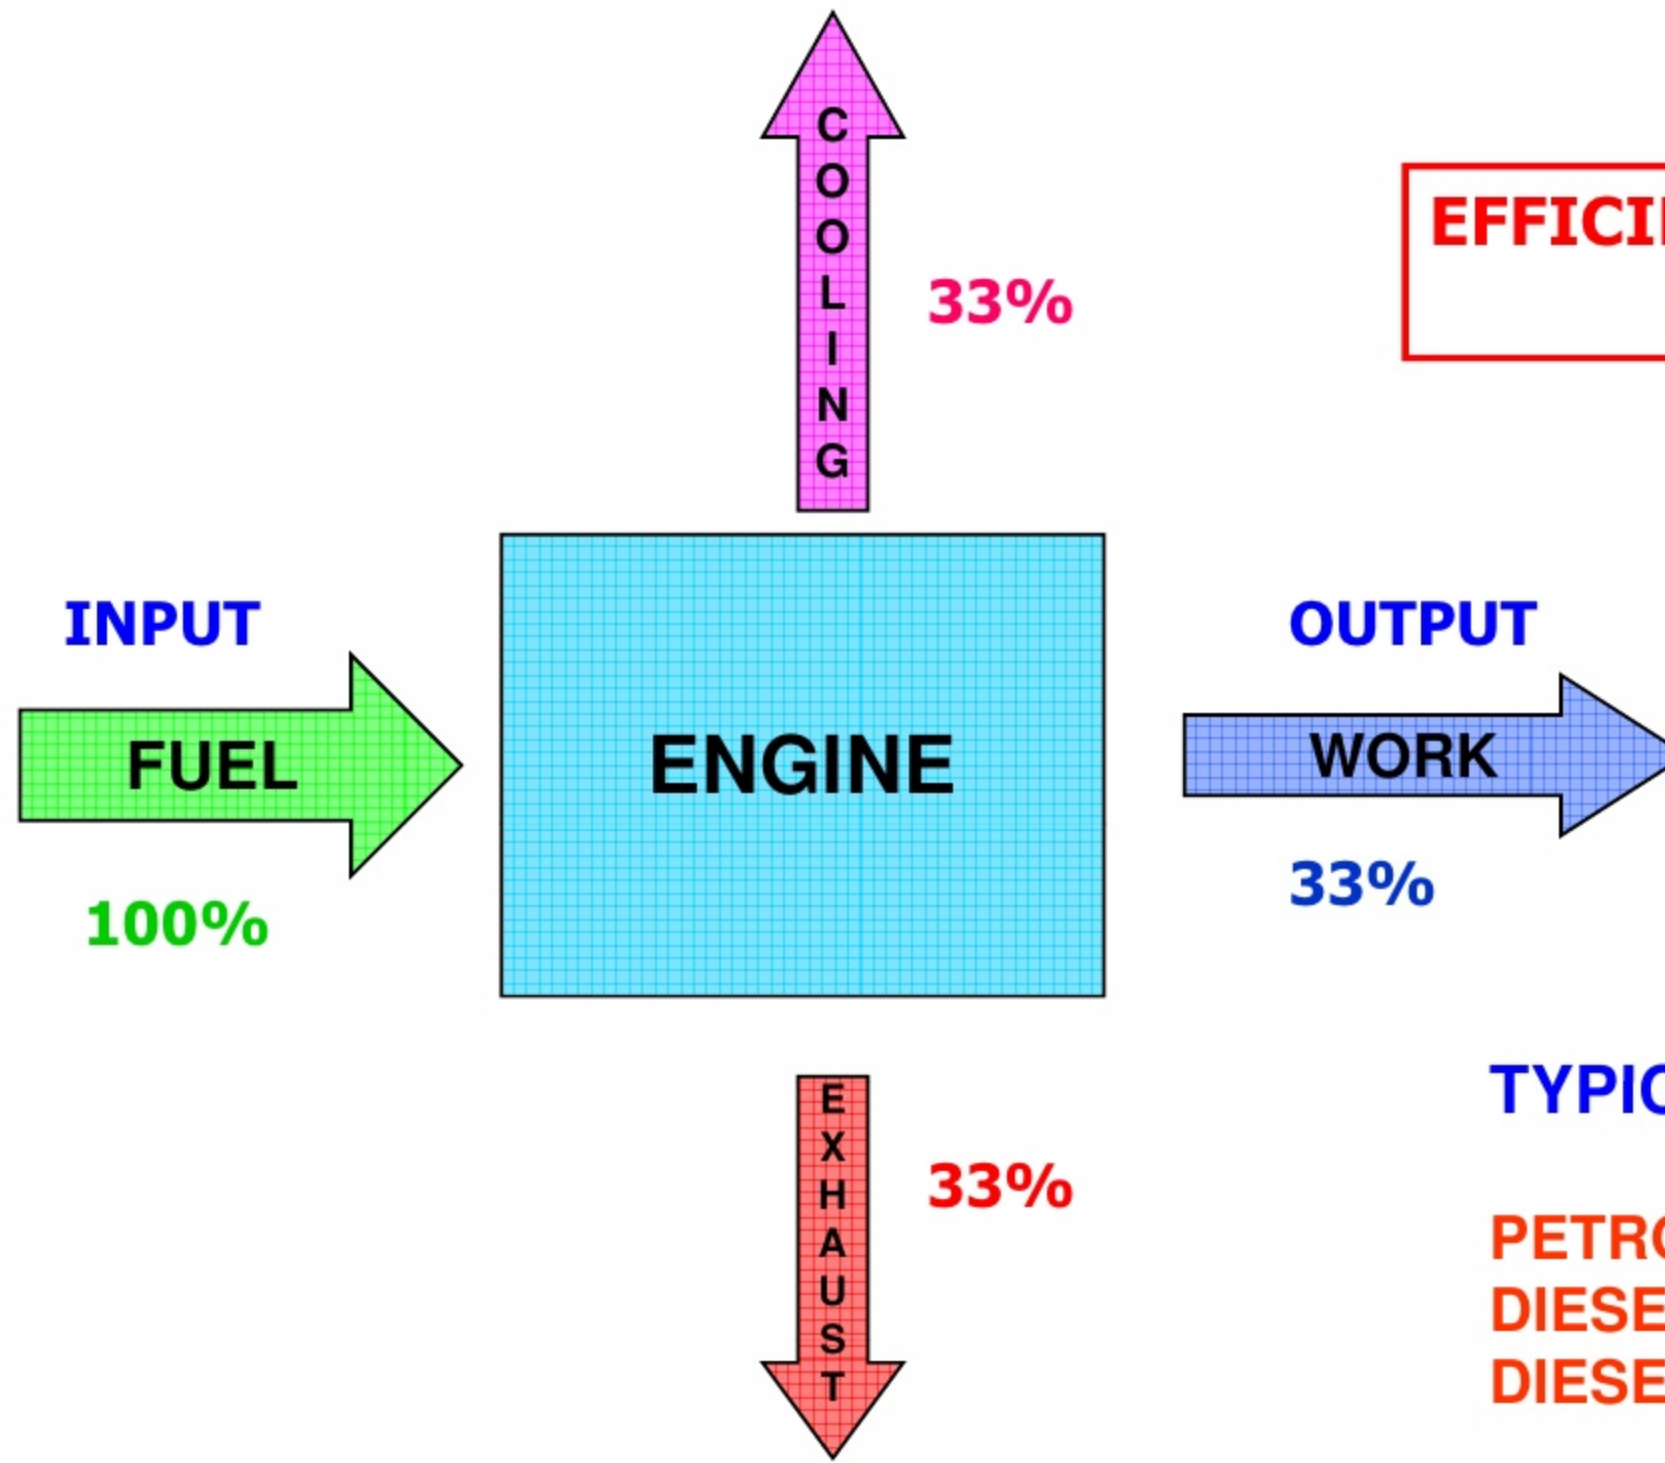 COOLING
33%
EFFICI
INPUT
FUEL
100%
ENGINE
OUTPUT
WORK
33%
EXHAUST
33%
TYPIC
PETRO
DIESE
DIESE